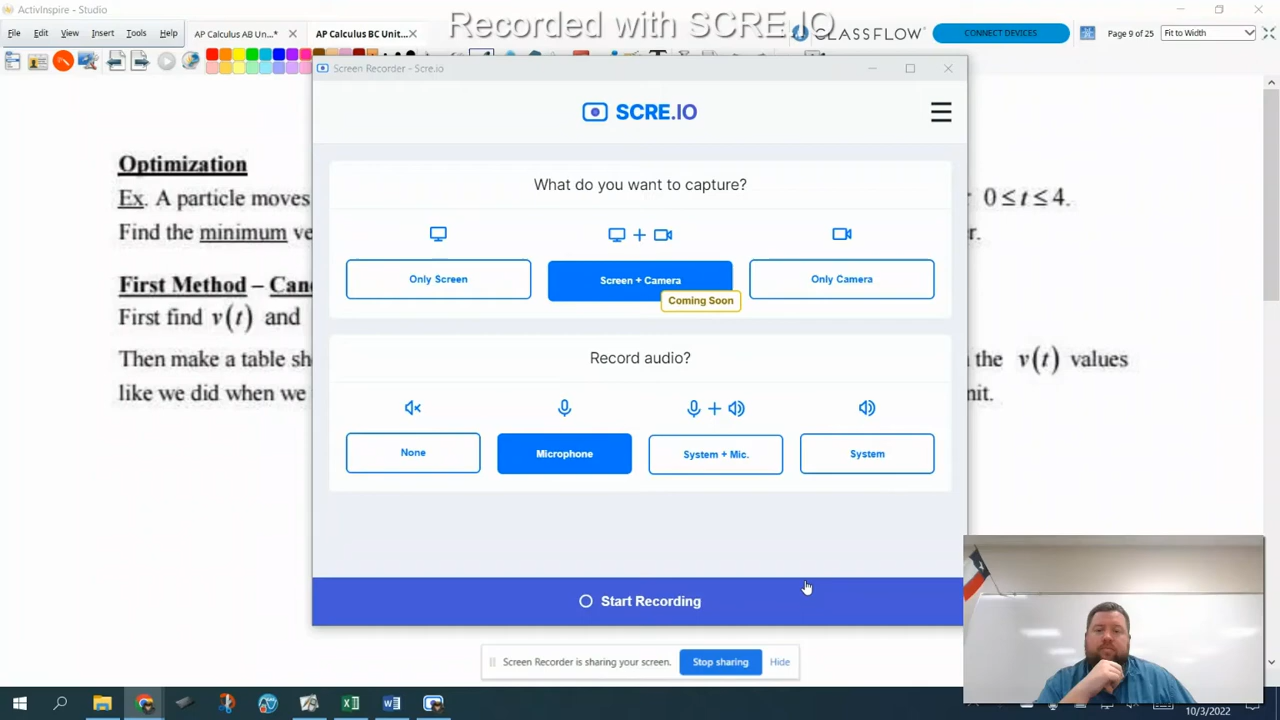 ActivInspire - Studio
Recorded with SCRE.IO
File Edit View Insert Tools Help
AP Calculus AB Un...*
AP Calculus BC Unit...
CLASSFLOW
CONNECT DEVICES
Page 9 of 25
Fit to Width
Screen Recorder - Scre.io
SCRE.IO
Optimization
Ex. A particle moves
0 ≤ t ≤ 4.
Find the minimum ve
r.
What do you want to capture?
Only Screen
Screen + Camera
Only Camera
Coming Soon
First Method – Can
First find v(t) and
Then make a table sh
the v(t) values
like we did when we
nit.
Record audio?
None
Microphone
System + Mic.
System
Start Recording
Screen Recorder is sharing your screen.
Stop sharing
Hide
10/3/2022